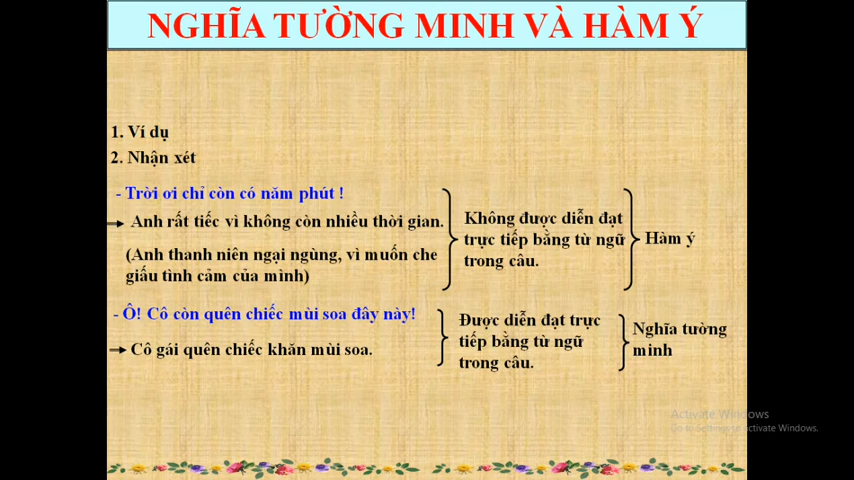 NGHĨA TƯỜNG MINH VÀ HÀM Ý
1. Ví dụ
2. Nhận xét
- Trời ơi chỉ còn có năm phút !
Anh rất tiếc vì không còn nhiều thời gian.
(Anh thanh niên ngại ngùng, vì muốn che
giấu tình cảm của mình)
Không được diễn đạt
trực tiếp bằng từ ngữ
trong câu.
Hàm ý
- Ô! Cô còn quên chiếc mùi soa đây này!
Cô gái quên chiếc khăn mùi soa.
Được diễn đạt trực
tiếp bằng từ ngữ
trong câu.
Nghĩa tường
minh
Activate Windows
Go to Settings to activate Windows.